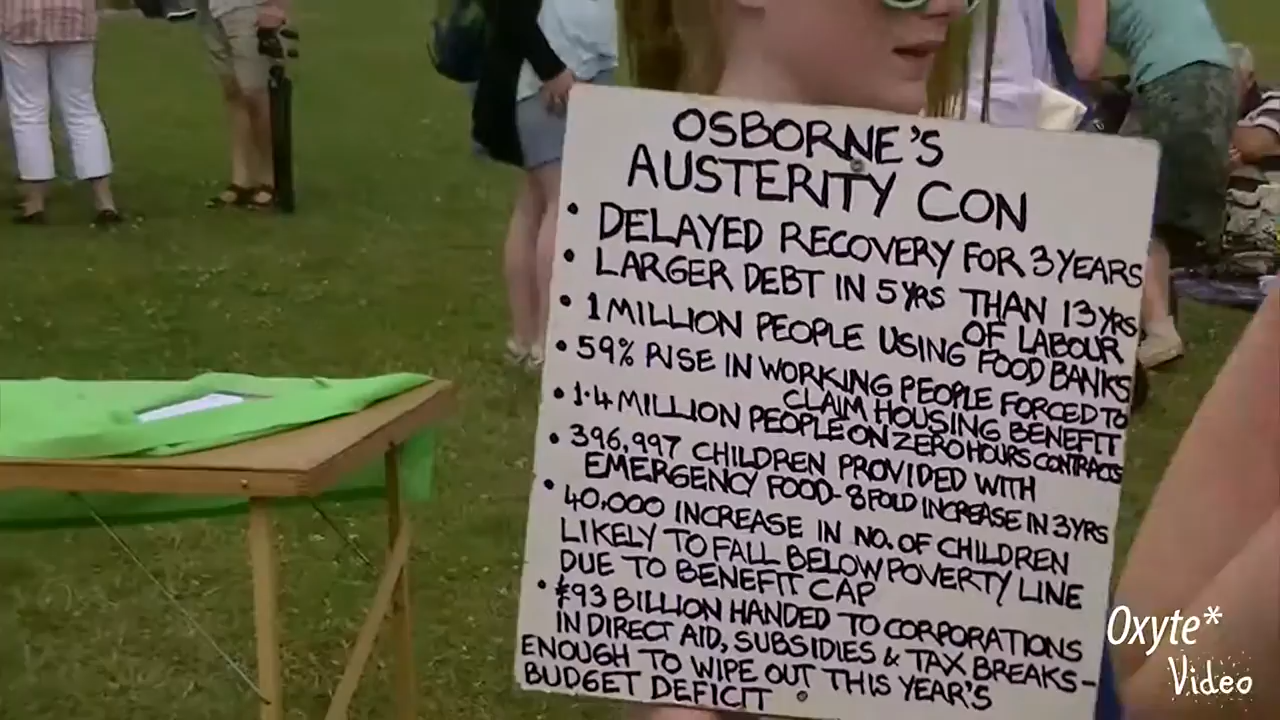 OSBORNE'S
AUSTERITY CON
• DELAYED RECOVERY FOR 3 YEARS
• LARGER DEBT IN 5 YRS THAN 13 YRS
OF LABOUR
• 1 MILLION PEOPLE USING FOOD BANKS
• 59% RISE IN WORKING PEOPLE FORCED TO
CLAIM HOUSING BENEFIT
• 1.4 MILLION PEOPLE ON ZERO HOURS CONTRACTS
• 396,997 CHILDREN PROVIDED WITH
EMERGENCY FOOD - 8 FOLD INCREASE IN 3 YRS
• 40,000 INCREASE IN NO. OF CHILDREN
LIKELY TO FALL BELOW POVERTY LINE
DUE TO BENEFIT CAP
• £93 BILLION HANDED TO CORPORATIONS
IN DIRECT AID, SUBSIDIES & TAX BREAKS -
ENOUGH TO WIPE OUT THIS YEAR'S
BUDGET DEFICIT
Oxyte*
Video